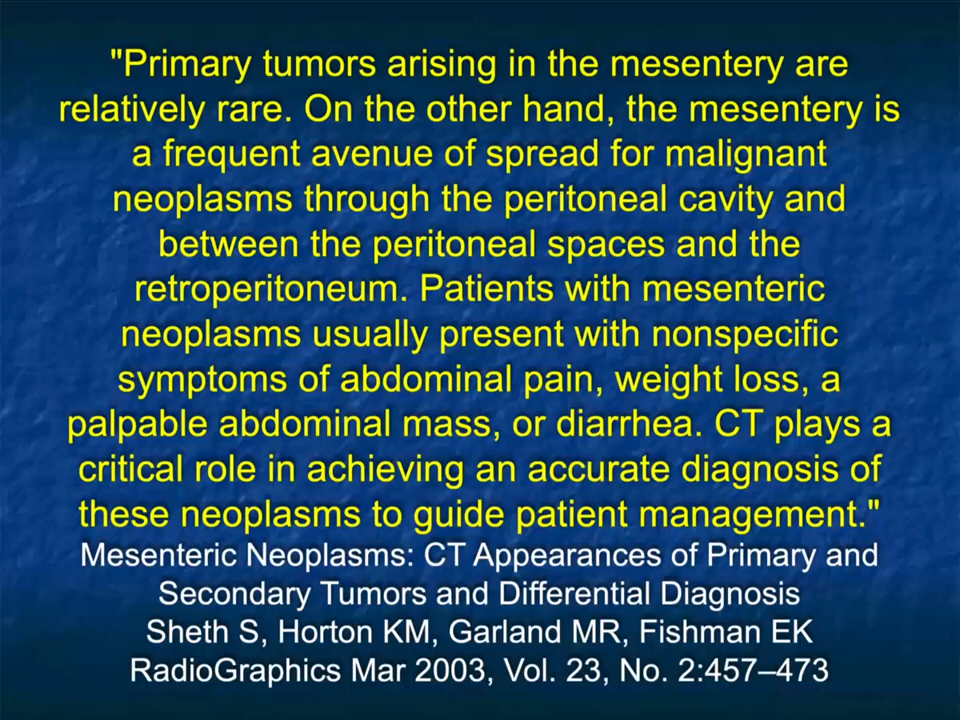 "Primary tumors arising in the mesentery are
relatively rare. On the other hand, the mesentery is
a frequent avenue of spread for malignant
neoplasms through the peritoneal cavity and
between the peritoneal spaces and the
retroperitoneum. Patients with mesenteric
neoplasms usually present with nonspecific
symptoms of abdominal pain, weight loss, a
palpable abdominal mass, or diarrhea. CT plays a
critical role in achieving an accurate diagnosis of
these neoplasms to guide patient management."
Mesenteric Neoplasms: CT Appearances of Primary and
Secondary Tumors and Differential Diagnosis
Sheth S, Horton KM, Garland MR, Fishman EK
RadioGraphics Mar 2003, Vol. 23, No. 2:457–473